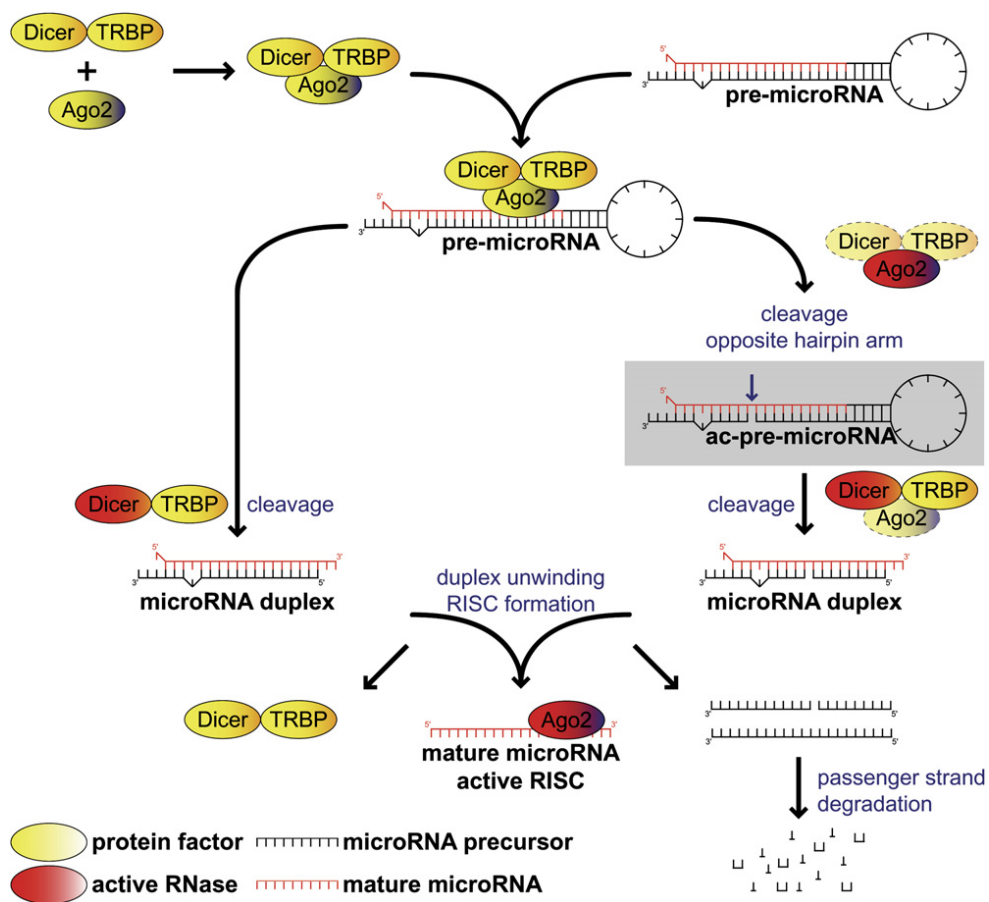 Dicer TRBP
+
Ago2
Dicer TRBP
Ago2
5'
3'
pre-microRNA
Dicer TRBP
Ago2
5'
3'
pre-microRNA
Dicer TRBP
Ago2
cleavage
opposite hairpin arm
5'
3'
ac-pre-microRNA
Dicer TRBP
cleavage
cleavage
Dicer TRBP
Ago2
5' 3'
3' 5'
microRNA duplex
duplex unwinding
RISC formation
5' 3'
3' 5'
microRNA duplex
Dicer TRBP
5' Ago2 3'
mature microRNA
active RISC
3' 5'
3' 5'
passenger strand
degradation
protein factor
microRNA precursor
active RNase
mature microRNA